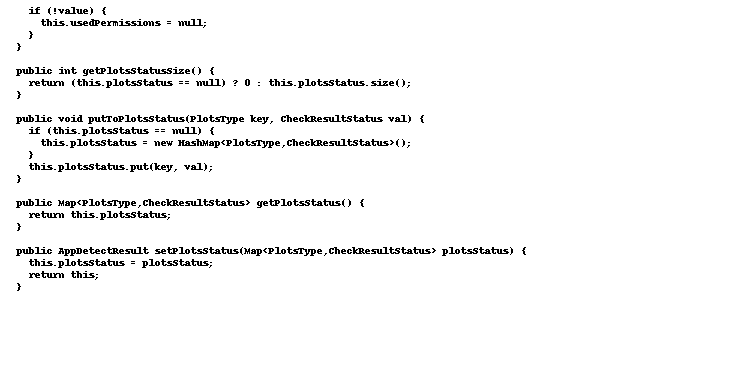 if (!value) {
this.usedPermissions = null;
}
}
public int getPlotsStatusSize() {
return (this.plotsStatus == null) ? 0 : this.plotsStatus.size();
}
public void putToPlotsStatus(PlotsType key, CheckResultStatus val) {
if (this.plotsStatus == null) {
this.plotsStatus = new HashMap<PlotsType,CheckResultStatus>();
}
this.plotsStatus.put(key, val);
}
public Map<PlotsType,CheckResultStatus> getPlotsStatus() {
return this.plotsStatus;
}
public AppDetectResult setPlotsStatus(Map<PlotsType,CheckResultStatus> plotsStatus) {
this.plotsStatus = plotsStatus;
return this;
}